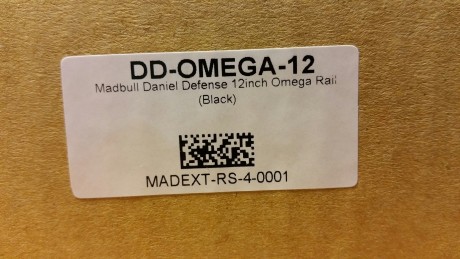 DD-OMEGA-12
Madbull Daniel Defense 12inch Omega Rail
(Black)
MADEXT-RS-4-0001